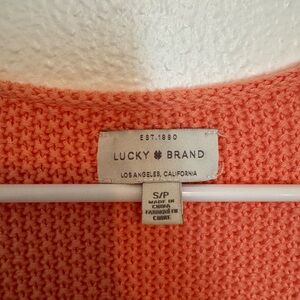 EST.1990
LUCKY BRAND
LOS ANGELES, CALIFORNIA
S/P
MADE IN
CHINA
FABRIQUÉ EN
CHINE